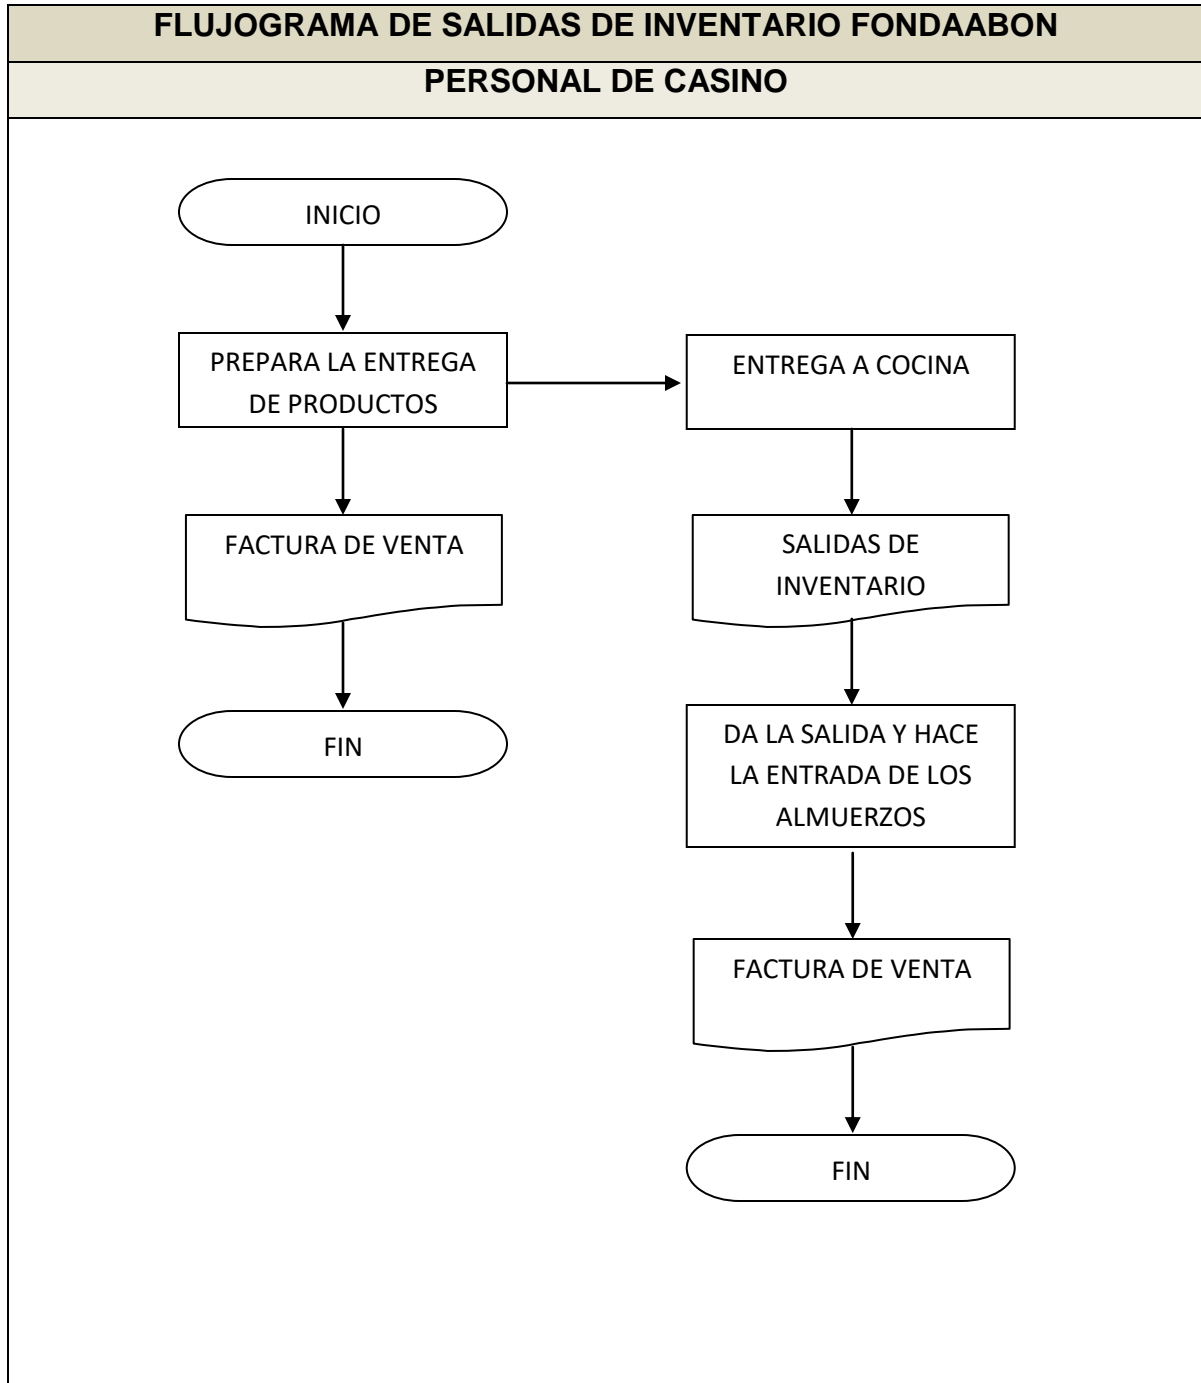 FLUJOGRAMA DE SALIDAS DE INVENTARIO FONDAABON
PERSONAL DE CASINO
INICIO
PREPARA LA ENTREGA
DE PRODUCTOS
FACTURA DE VENTA
FIN
ENTREGA A COCINA
SALIDAS DE
INVENTARIO
DA LA SALIDA Y HACE
LA ENTRADA DE LOS
ALMUERZOS
FACTURA DE VENTA
FIN